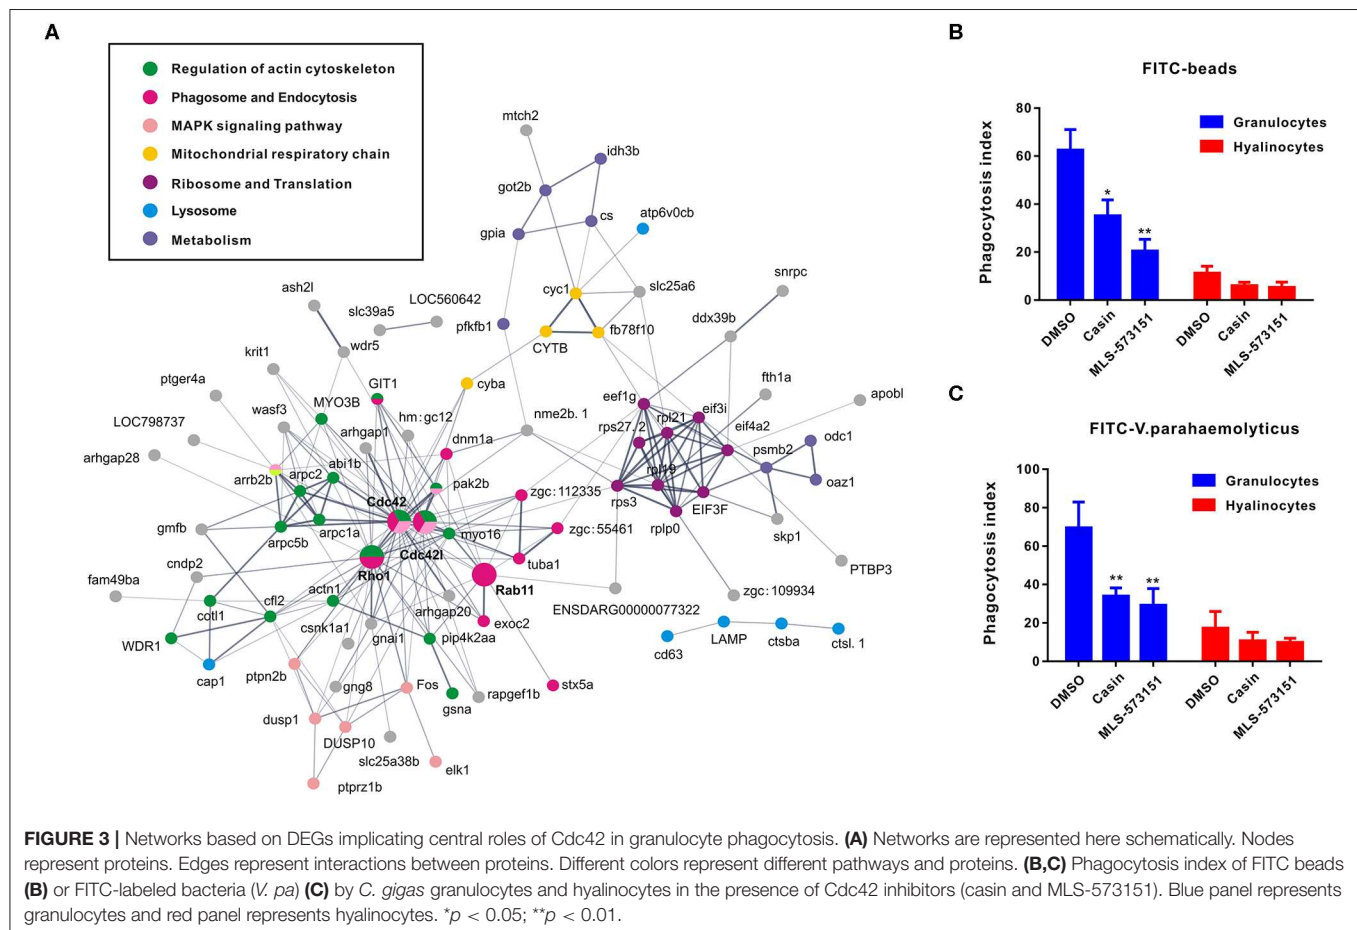 A
Regulation of actin cytoskeleton
Phagosome and Endocytosis
MAPK signaling pathway
Mitochondrial respiratory chain
Ribosome and Translation
Lysosome
Metabolism
mtch2
idh3b
got2b
cs
atp6v0cb
gpia
snrpc
ash2l
LOC560642
slc39a5
cyc1
slc25a6
pfkfb1
ddx39b
wdr5
CYTB
fb78f10
krit1
ptger4a
GIT1
cyba
fth1a
apobl
MYO3B
wasf3
hm:gc12
nme2b. 1
eef1g
rpl21
eif3i
LOC798737
arhgap1
dnm1a
rps27. 2
eif4a2
odc1
arhgap28
abi1b
psmb2
arpc2
rpl19
arrb2b
pak2b
zgc:112335
oaz1
Cdc42
rps3
EIF3F
gmfb
arpc1a
myo16
zgc:55461
rplp0
skp1
arpc5b
Cdc42l
cndp2
Rho1
tuba1
PTBP3
fam49ba
actn1
Rab11
cfl2
arhgap20
ENSDARG00000077322
zgc:109934
cotl1
csnk1a1
exoc2
WDR1
gnai1
pip4k2aa
LAMP
ctsba
cap1
cd63
ctsl. 1
ptpn2b
gng8
Fos
stx5a
gsna
rapgef1b
dusp1
DUSP10
slc25a38b
elk1
ptprz1b
B
FITC-beads
Phagocytosis index
80
60
40
20
0
Granulocytes
Hyalinocytes
*
**
DMSO
Casin
MLS-573151
DMSO
Casin
MLS-573151
C
FITC-V.parahaemolyticus
Phagocytosis index
100
80
60
40
20
0
Granulocytes
Hyalinocytes
**
**
DMSO
Casin
MLS-573151
DMSO
Casin
MLS-573151
FIGURE 3 | Networks based on DEGs implicating central roles of Cdc42 in granulocyte phagocytosis. (A) Networks are represented here schematically. Nodes
represent proteins. Edges represent interactions between proteins. Different colors represent different pathways and proteins. (B,C) Phagocytosis index of FITC beads
(B) or FITC-labeled bacteria (V. pa) (C) by C. gigas granulocytes and hyalinocytes in the presence of Cdc42 inhibitors (casin and MLS-573151). Blue panel represents
granulocytes and red panel represents hyalinocytes. *p < 0.05; **p < 0.01.